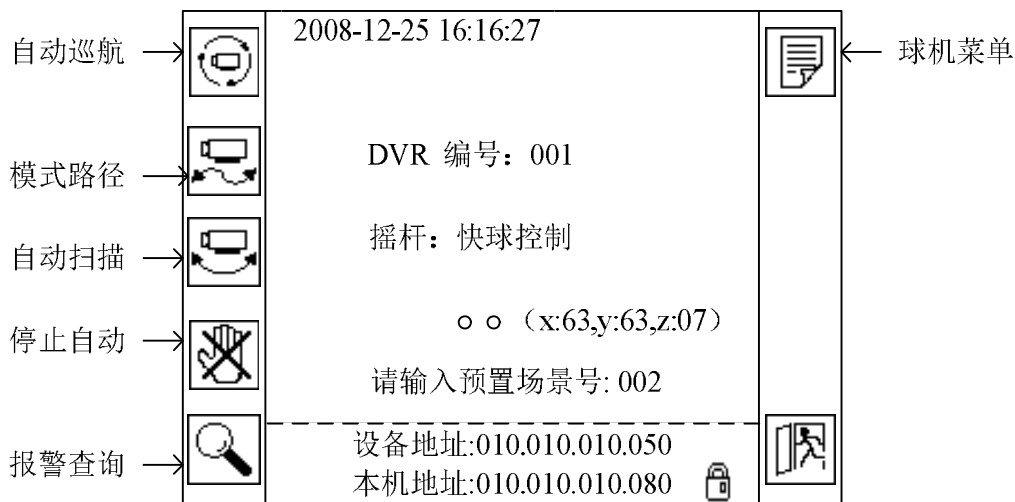 2008-12-25 16:16:27
自动巡航
球机菜单
DVR 编号：001
模式路径
摇杆：快球控制
自动扫描
（x:63,y:63,z:07）
停止自动
请输入预置场景号: 002
设备地址:010.010.010.050
报警查询
本机地址:010.010.010.080